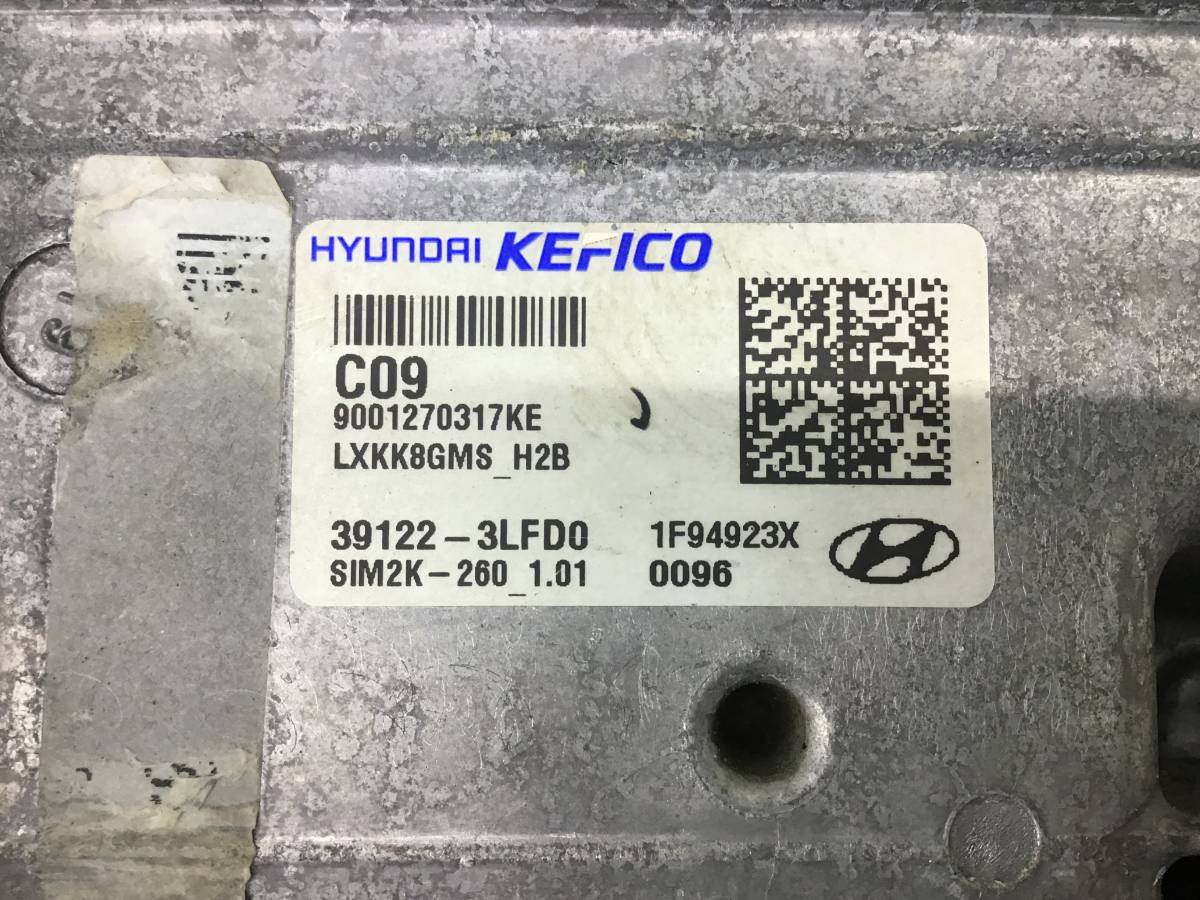 HYUNDAI KEFICO
C09
9001270317KE
LXKK8GMS_H2B
39122-3LFD0 1F94923X
SIM2K-260_1.01 0096